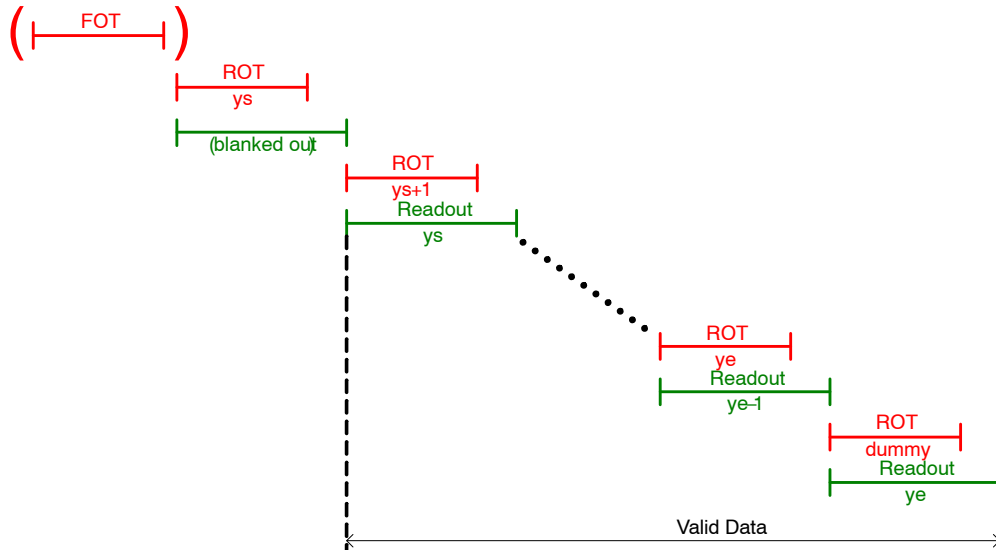 ( FOT )
ROT
ys
(blanked out)
ROT
ys+1
Readout
ys
ROT
ye
Readout
ye–1
ROT
dummy
Readout
ye
Valid Data